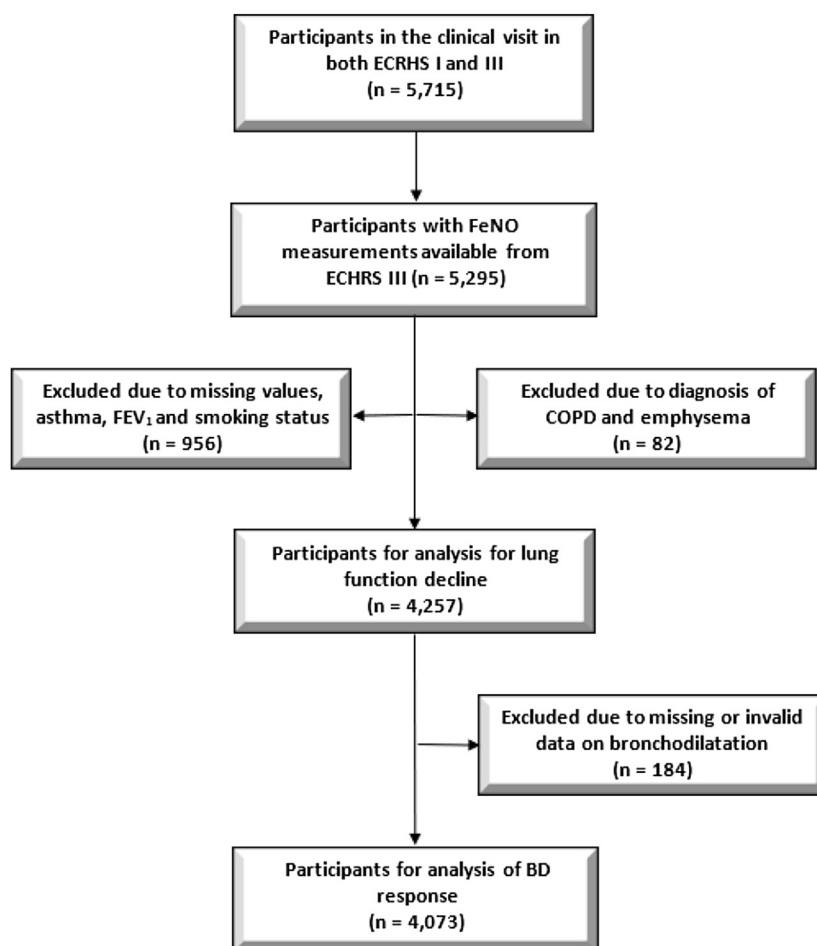 Participants in the clinical visit in
both ECRHS I and III
(n = 5,715)
Participants with FeNO
measurements available from
ECHRS III (n = 5,295)
Excluded due to missing values,
asthma, FEV₁ and smoking status
(n = 956)
Excluded due to diagnosis of
COPD and emphysema
(n = 82)
Participants for analysis for lung
function decline
(n = 4,257)
Excluded due to missing or invalid
data on bronchodilatation
(n = 184)
Participants for analysis of BD
response
(n = 4,073)